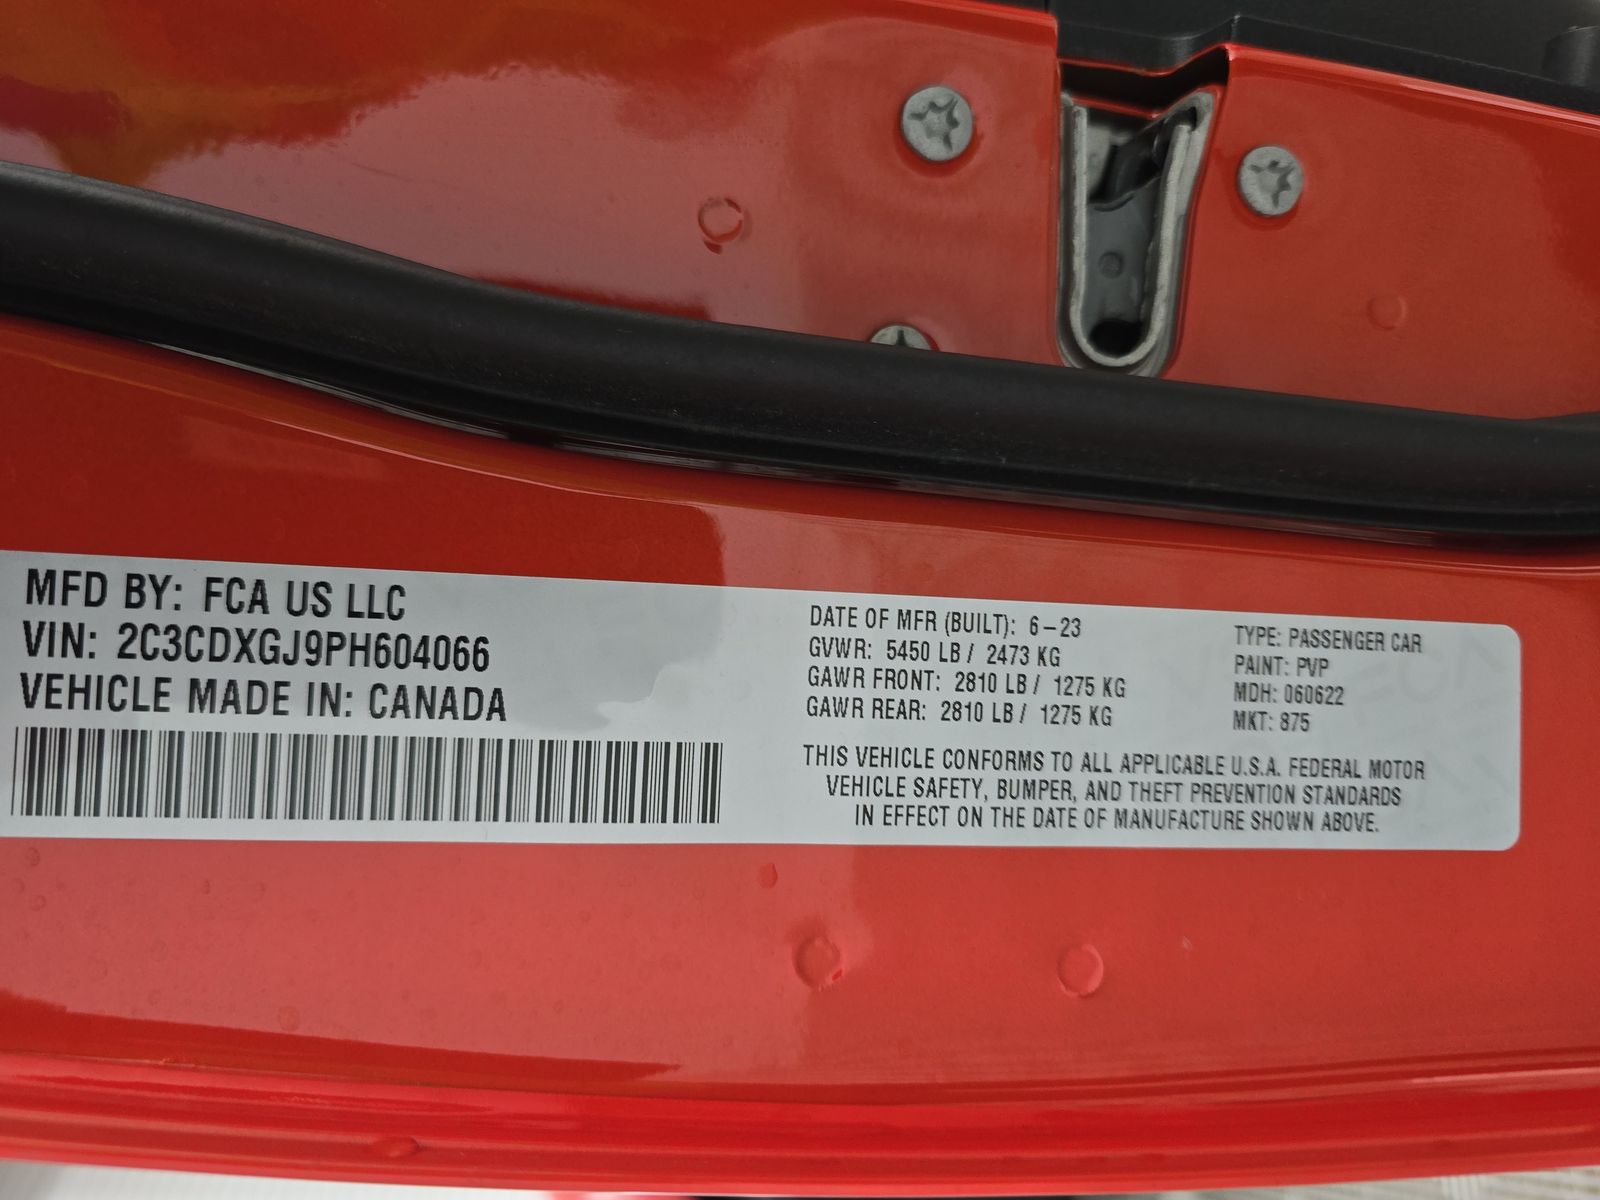 MFD BY: FCA US LLC
VIN: 2C3CDXGJ9PH604066
VEHICLE MADE IN: CANADA
DATE OF MFR (BUILT): 6-23
GVWR: 5450 LB / 2473 KG
GAWR FRONT: 2810 LB / 1275 KG
GAWR REAR: 2810 LB / 1275 KG
TYPE: PASSENGER CAR
PAINT: PVP
MDH: 060622
MKT: 875
THIS VEHICLE CONFORMS TO ALL APPLICABLE U.S.A. FEDERAL MOTOR
VEHICLE SAFETY, BUMPER, AND THEFT PREVENTION STANDARDS
IN EFFECT ON THE DATE OF MANUFACTURE SHOWN ABOVE.